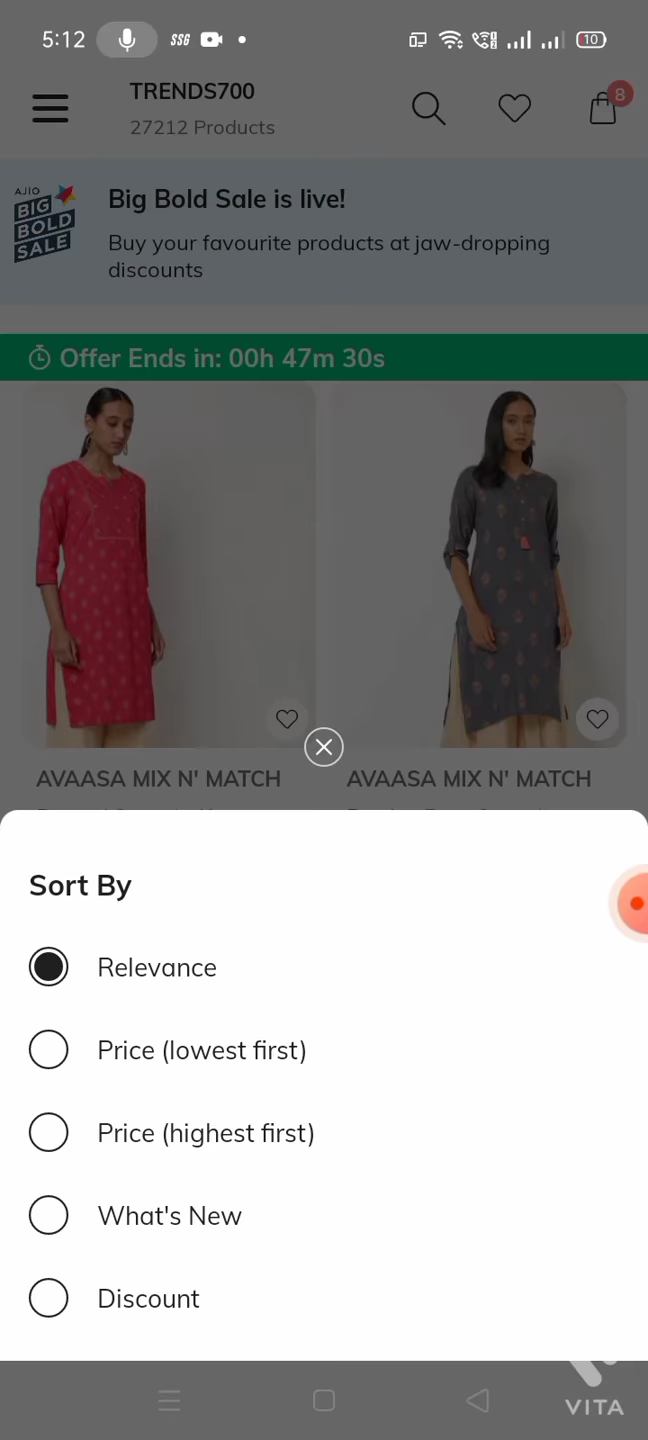 5:12
SSG
10
TRENDS700
27212 Products
8
AJIO
BIG
BOLD
SALE
Big Bold Sale is live!
Buy your favourite products at jaw-dropping
discounts
Offer Ends in: 00h 47m 30s
AVAASA MIX N' MATCH
AVAASA MIX N' MATCH
Sort By
Relevance
Price (lowest first)
Price (highest first)
What's New
Discount
VITA